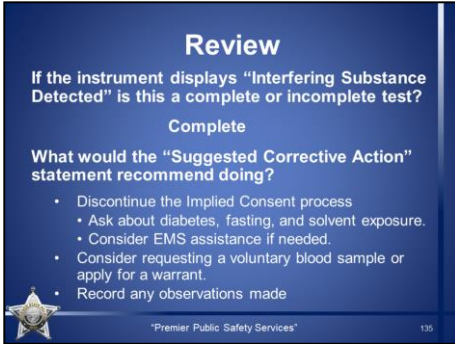 Review
If the instrument displays “Interfering Substance
Detected” is this a complete or incomplete test?
Complete
What would the “Suggested Corrective Action”
statement recommend doing?
• Discontinue the Implied Consent process
• Ask about diabetes, fasting, and solvent exposure.
• Consider EMS assistance if needed.
• Consider requesting a voluntary blood sample or
apply for a warrant.
• Record any observations made
“Premier Public Safety Services”
135